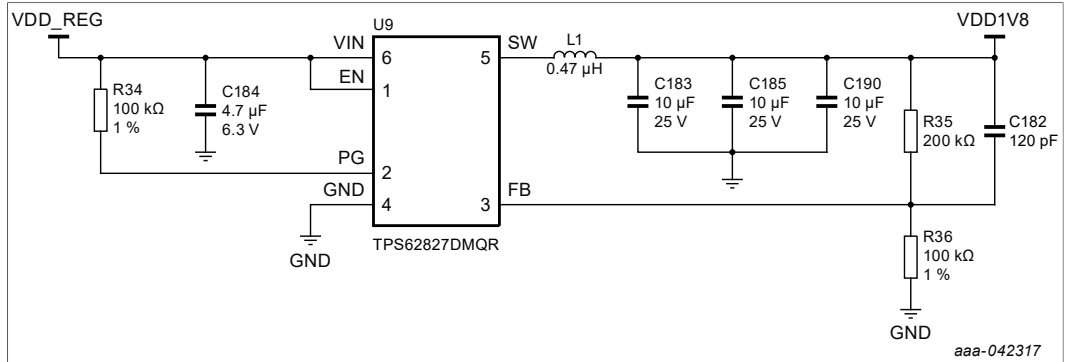 VDD_REG
VDD1V8
U9
VIN
6
EN
1
PG
2
GND
4
SW
5
FB
3
TPS62827DMQR
L1
0.47 μH
R34
100 kΩ
1 %
C184
4.7 μF
6.3 V
C183
10 μF
25 V
C185
10 μF
25 V
C190
10 μF
25 V
R35
200 kΩ
C182
120 pF
R36
100 kΩ
1 %
GND
GND
aaa-042317